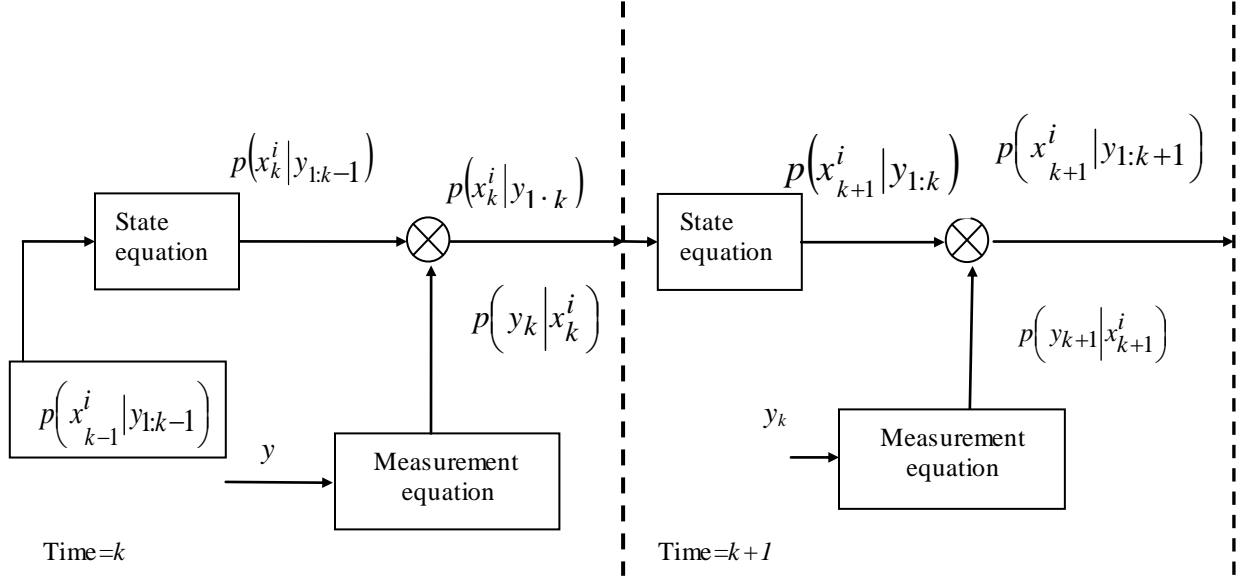 p(x_k^i|y_{1:k−1})
p(x_k^i|y_{1·k})
State
equation
p(y_k|x_k^i)
p(x_{k−1}^i|y_{1:k−1})
y
Measurement
equation
Time=k
p(x_{k+1}^i|y_{1:k})
p(x_{k+1}^i|y_{1:k+1})
State
equation
p(y_{k+1}|x_{k+1}^i)
y_k
Measurement
equation
Time=k+1